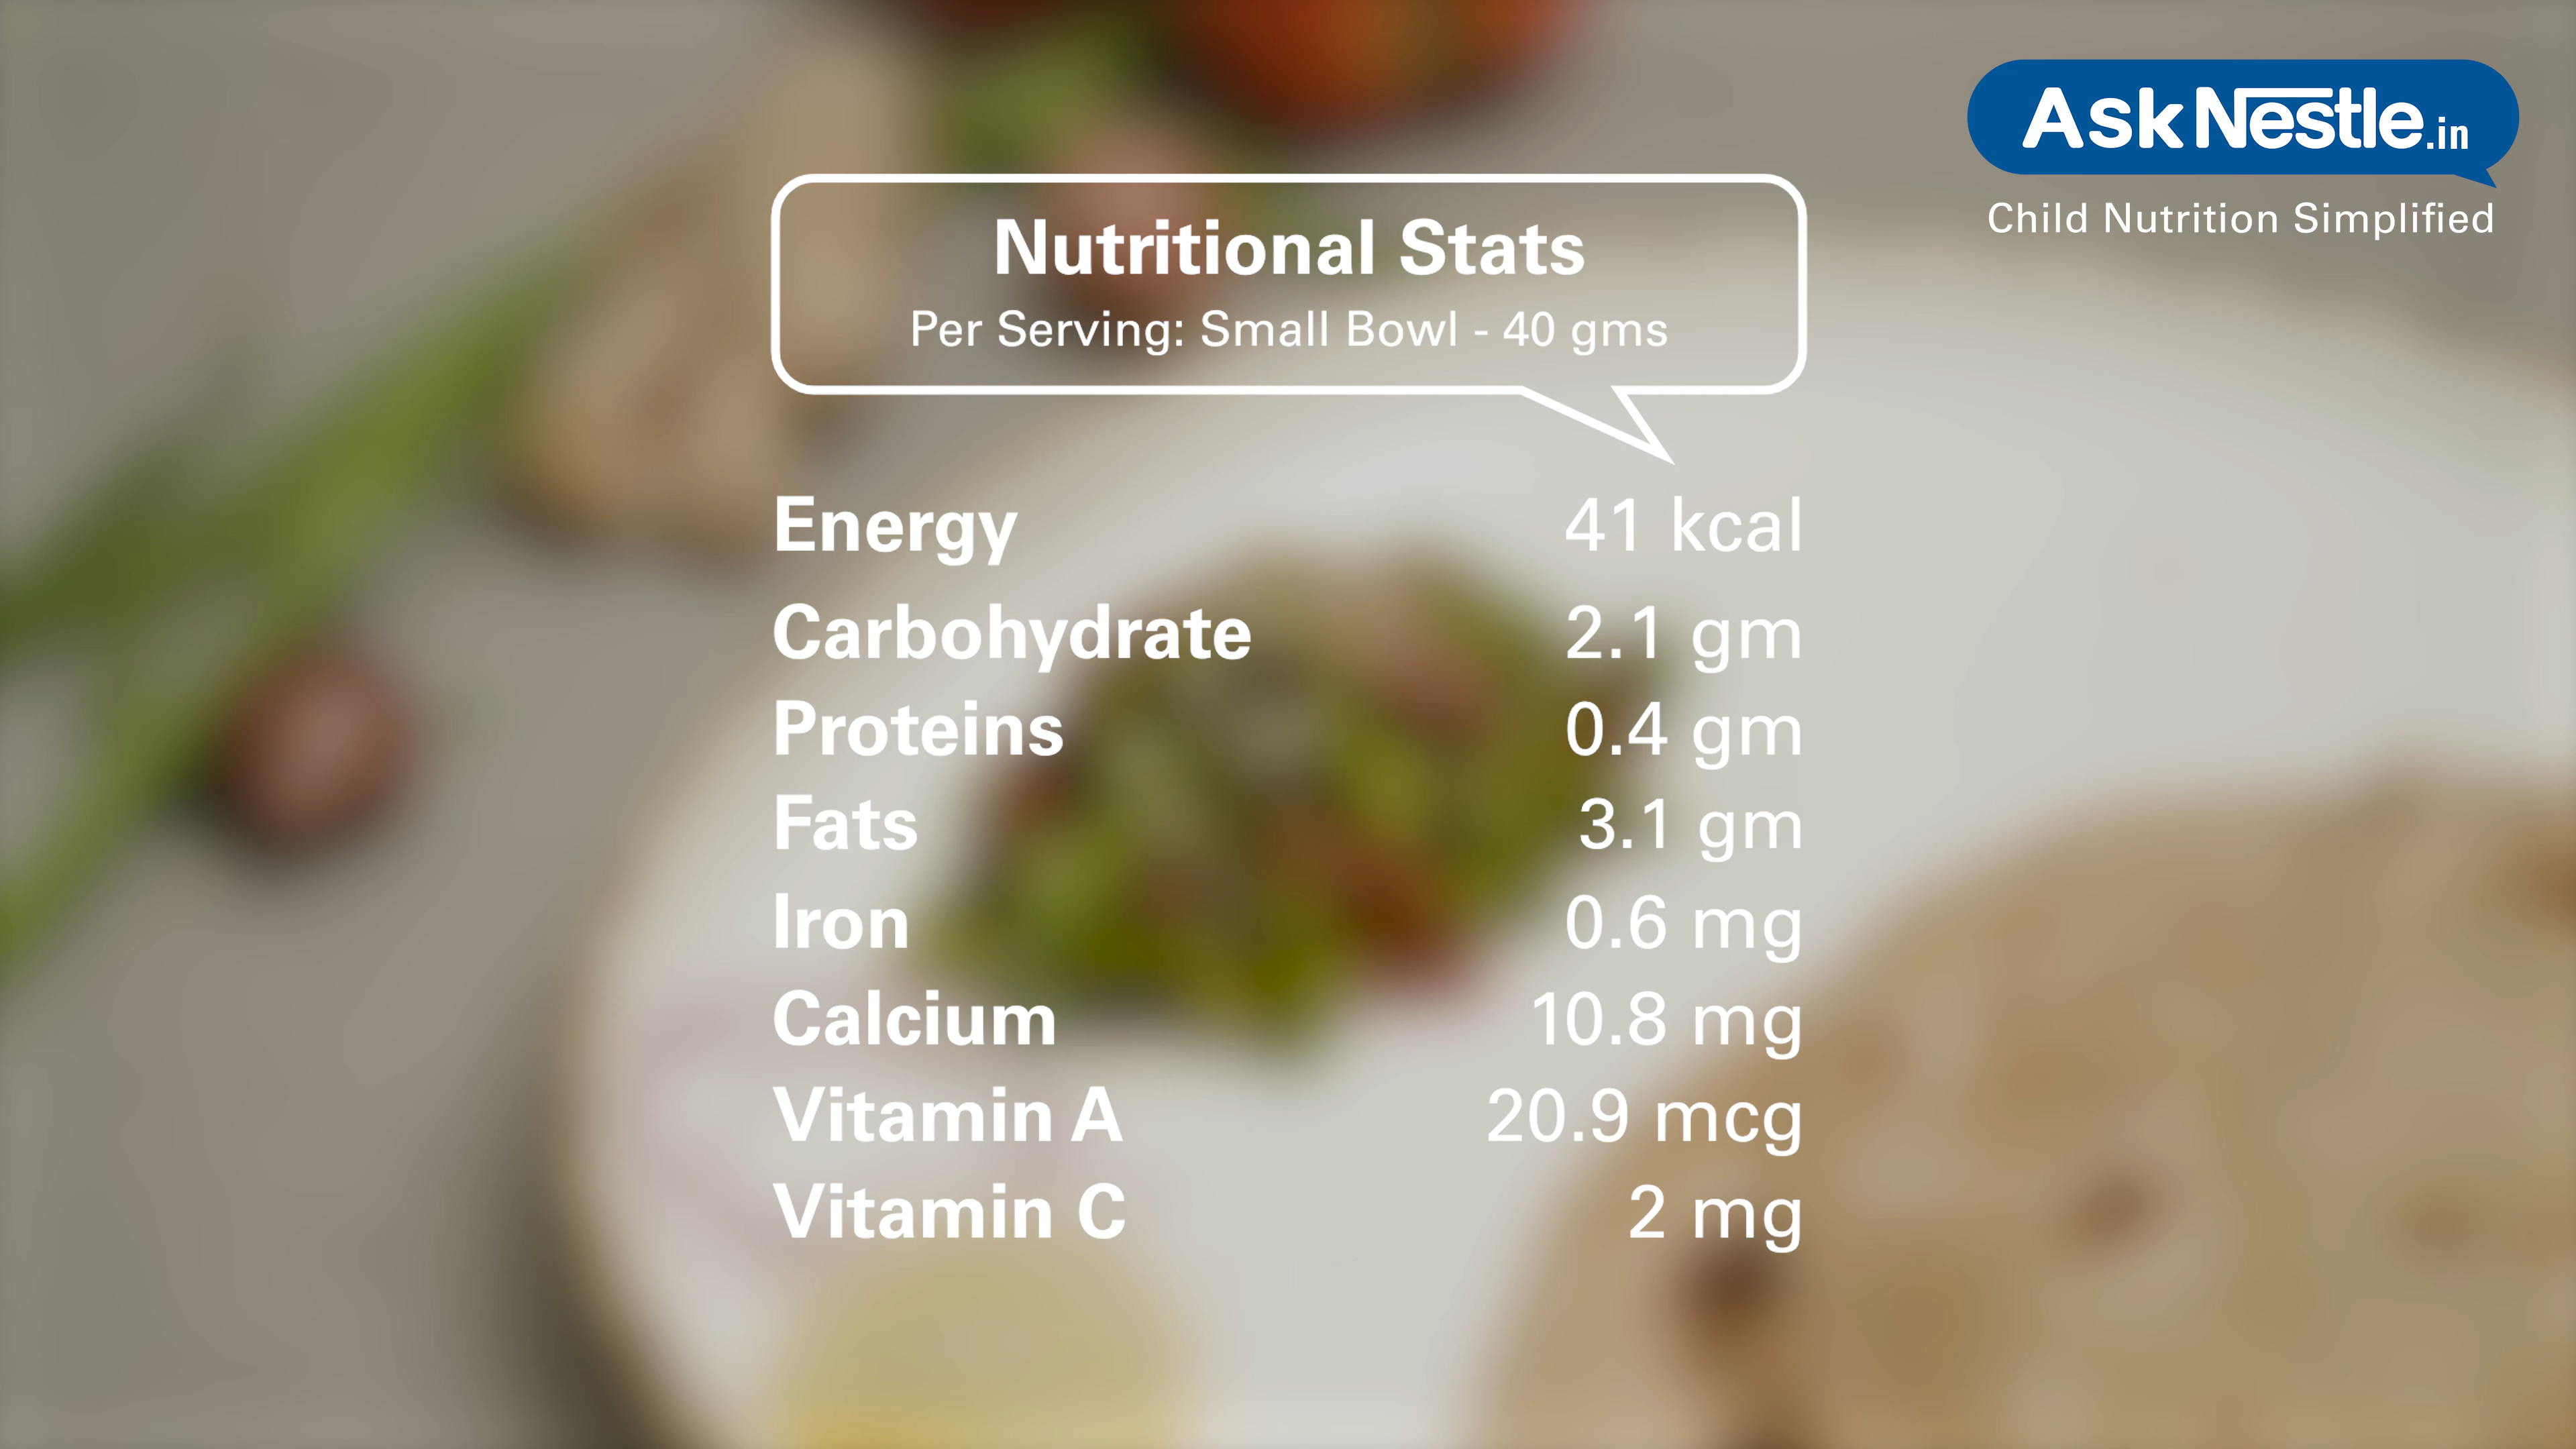 AskNestle.in
Child Nutrition Simplified
Nutritional Stats
Per Serving: Small Bowl - 40 gms
Energy 41 kcal
Carbohydrate 2.1 gm
Proteins 0.4 gm
Fats 3.1 gm
Iron 0.6 mg
Calcium 10.8 mg
Vitamin A 20.9 mcg
Vitamin C 2 mg